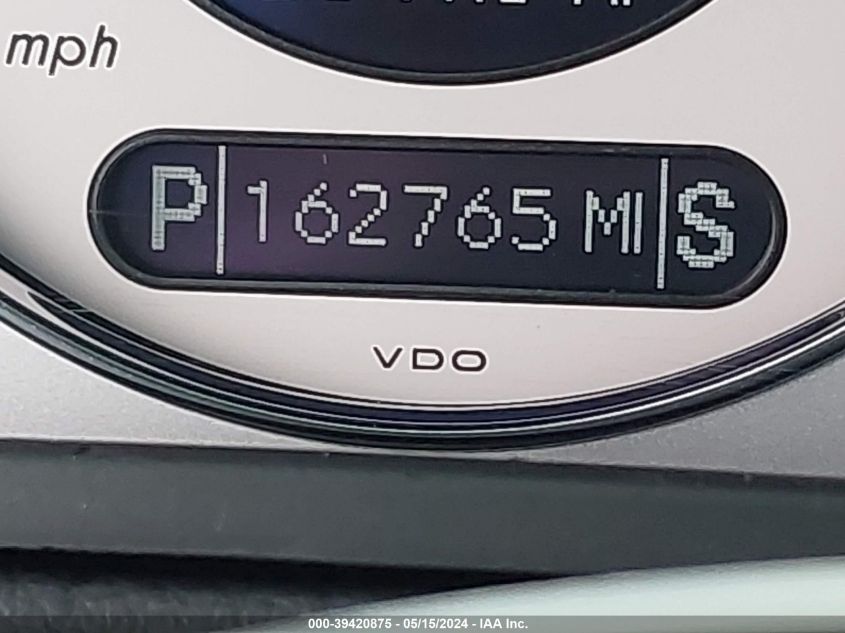 mph
P 162765 MI S
VDO
000-39420875 - 05/15/2024 - IAA Inc.